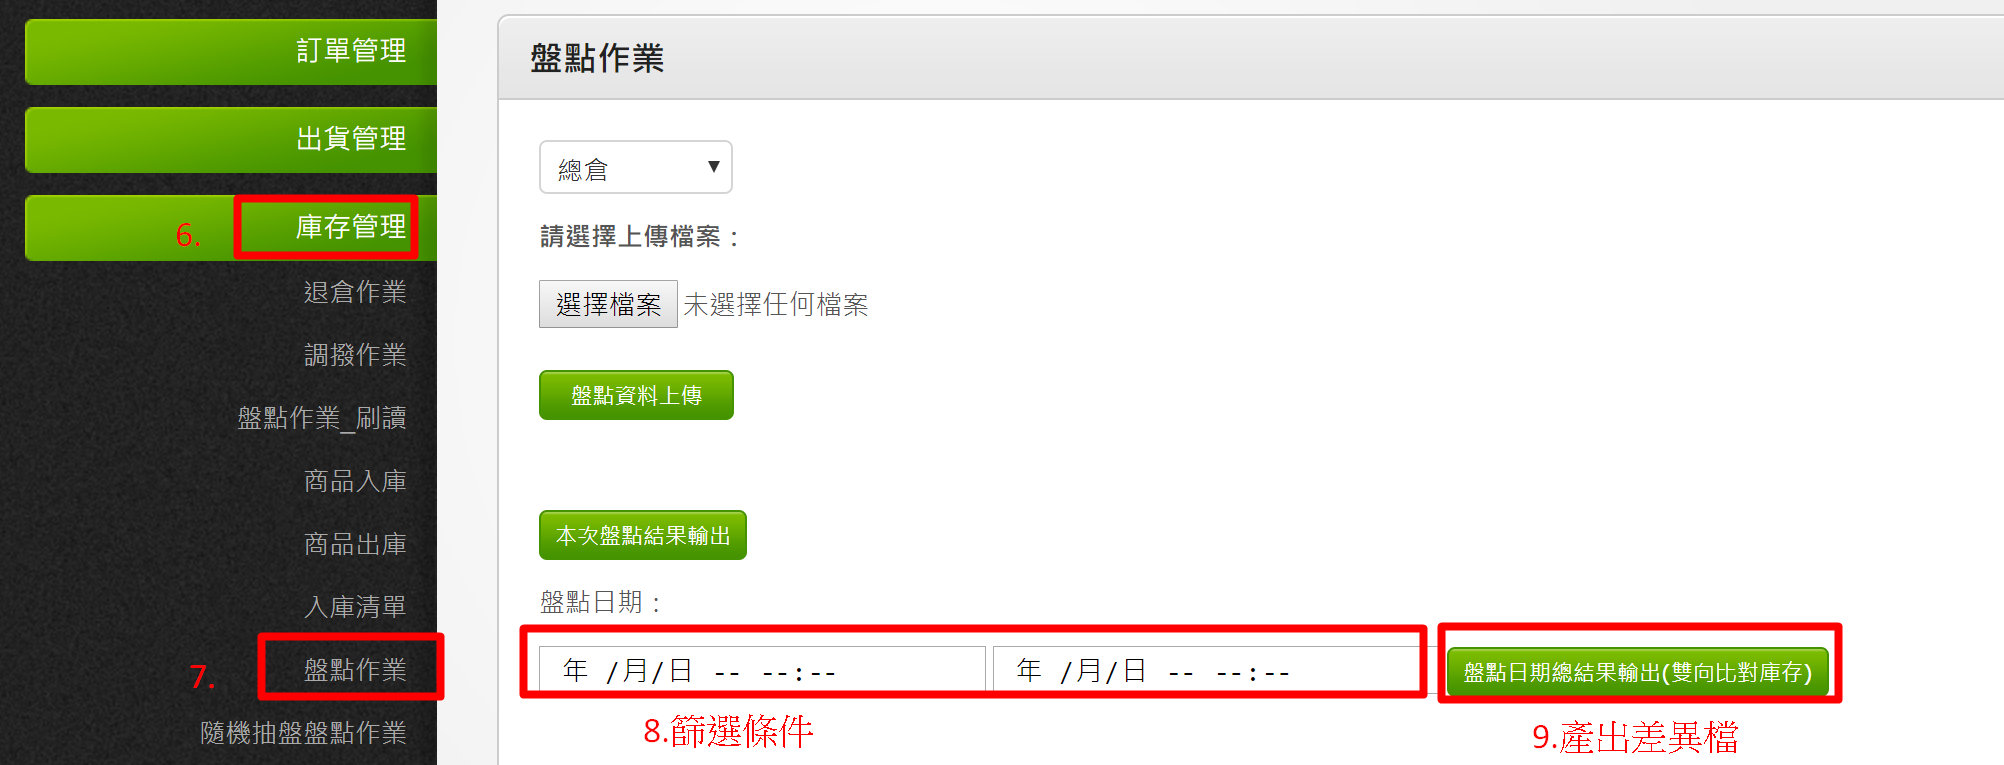 訂單管理
出貨管理
6.
庫存管理
退倉作業
調撥作業
盤點作業_刷讀
商品入庫
商品出庫
入庫清單
7.
盤點作業
隨機抽盤盤點作業
盤點作業
總倉
請選擇上傳檔案：
選擇檔案 未選擇任何檔案
盤點資料上傳
本次盤點結果輸出
盤點日期：
年 /月/日 -- --:-- 年 /月/日 -- --:-- 盤點日期總結果輸出(雙向比對庫存)
8.篩選條件
9.產出差異檔